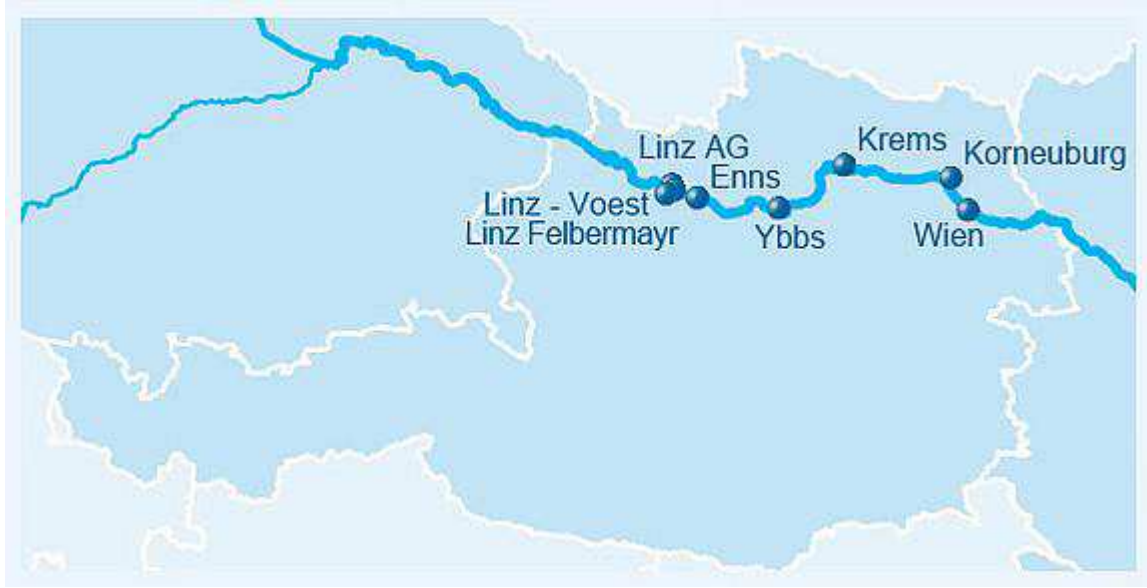 Krems
Linz AG
Korneuburg
Enns
Linz - Voest
Linz Felbermayr
Ybbs
Wien